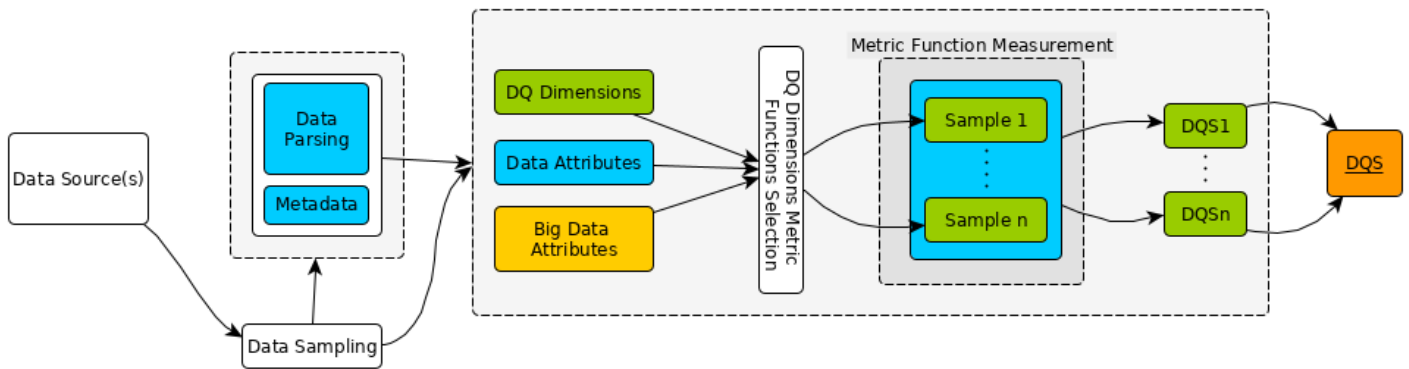 Data Source(s)
Data
Parsing
Metadata
Data Sampling
DQ Dimensions
Data Attributes
Big Data
Attributes
DQ Dimensions Metric
Functions Selection
Metric Function Measurement
Sample 1
Sample n
DQS1
DQSn
DQS